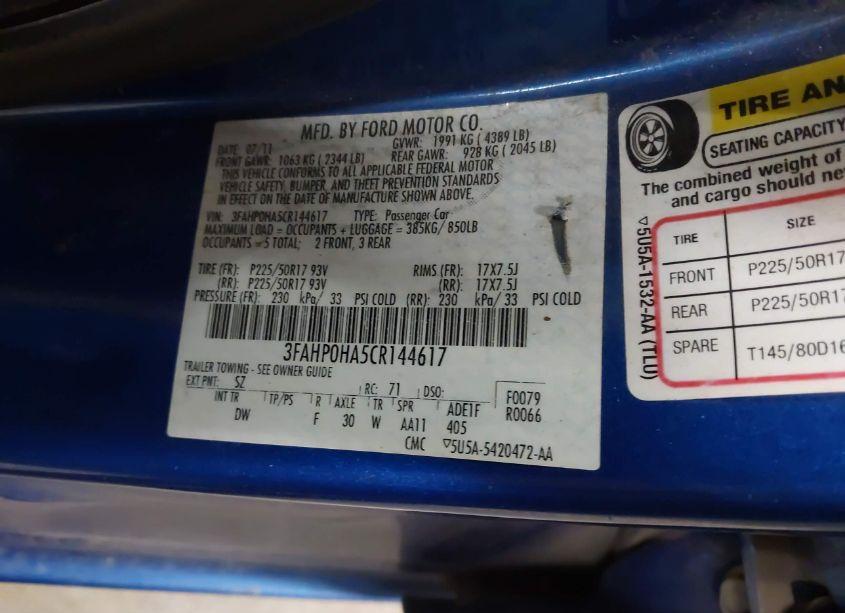 MFD. BY FORD MOTOR CO.
DATE: 07/11 GVWR: 1991 KG ( 4389 LB)
FRONT GAWR: 1063 KG ( 2344 LB) REAR GAWR: 928 KG ( 2045 LB)
THIS VEHICLE CONFORMS TO ALL APPLICABLE FEDERAL MOTOR
VEHICLE SAFETY, BUMPER, AND THEFT PREVENTION STANDARDS
IN EFFECT ON THE DATE OF MANUFACTURE SHOWN ABOVE.
VIN: 3FAHP0HA5CR144617 TYPE: Passenger Car
MAXIMUM LOAD = OCCUPANTS + LUGGAGE = 385KG/ 850LB
OCCUPANTS = 5 TOTAL; 2 FRONT, 3 REAR
TIRE (FR): P225/50R17 93V RIMS (FR): 17X7.5J
(RR): P225/50R17 93V (RR): 17X7.5J
PRESSURE (FR): 230 kPa/ 33 PSI COLD (RR): 230 kPa/ 33 PSI COLD
3FAHP0HA5CR144617
TRAILER TOWING - SEE OWNER GUIDE
EXT PNT: SZ RC: 71 DSO: F0079
INT TR TP/PS R AXLE TR SPR ADE1F R0066
DW F 30 W AA11 405
CMC ▽5U5A-5420472-AA
TIRE AN
SEATING CAPACITY
The combined weight of
and cargo should ne
TIRE SIZE
FRONT P225/50R17
REAR P225/50R17
SPARE T145/80D16
▽5U5A-1532-AA (TL0)